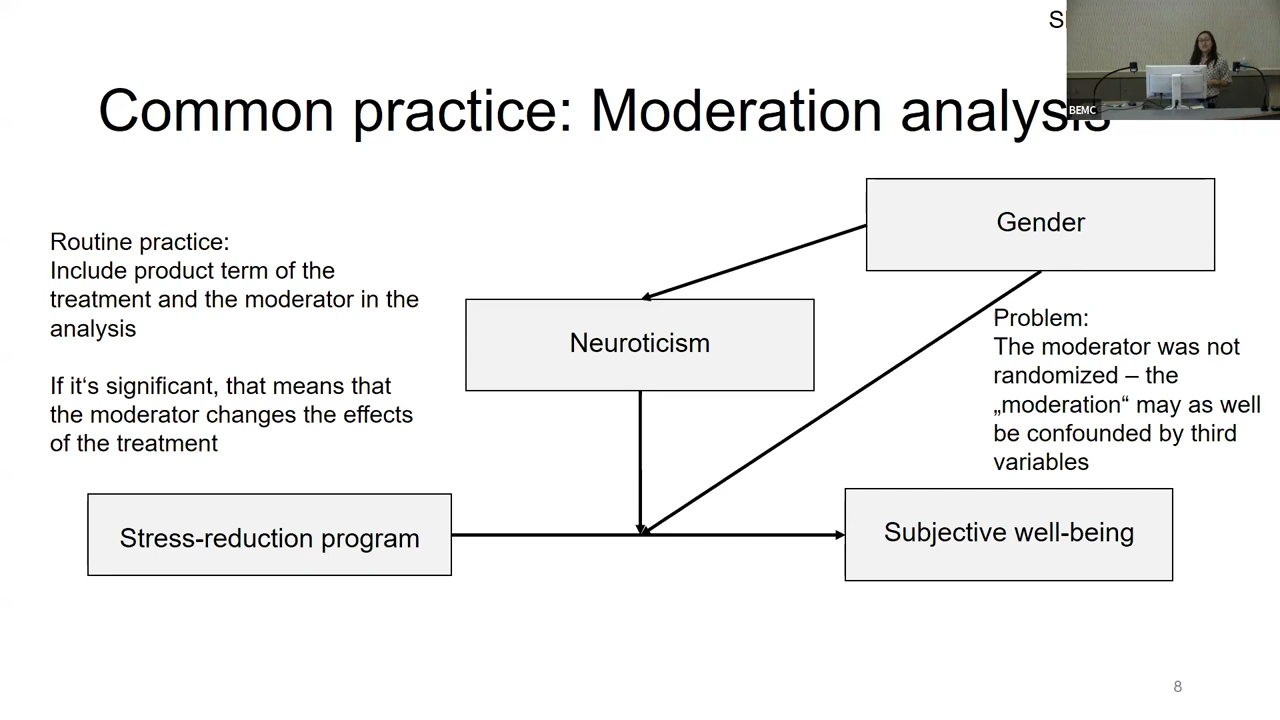 Common practice: Moderation analysis
BEMC
Gender
Routine practice:
Include product term of the
treatment and the moderator in the
analysis
If it‘s significant, that means that
the moderator changes the effects
of the treatment
Neuroticism
Problem:
The moderator was not
randomized – the
„moderation“ may as well
be confounded by third
variables
Stress-reduction program
Subjective well-being
8